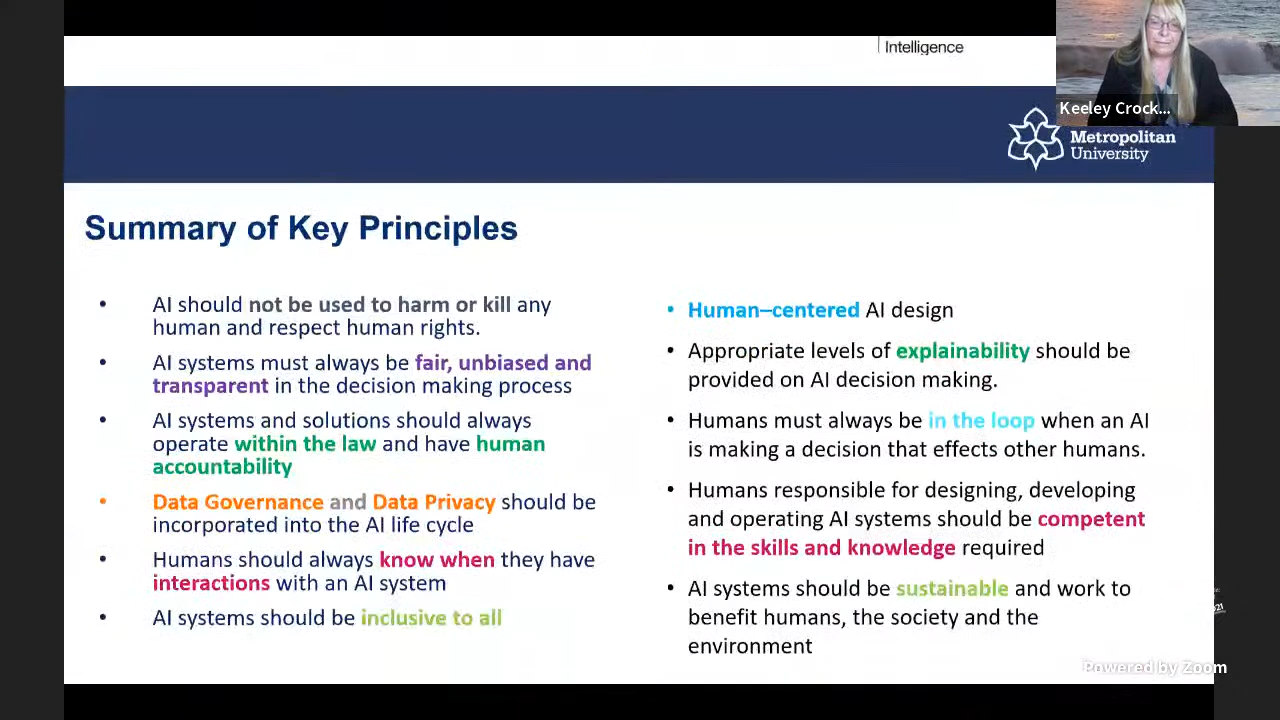 Intelligence
Keeley Crock...
Metropolitan
University
Summary of Key Principles
AI should not be used to harm or kill any
human and respect human rights.
AI systems must always be fair, unbiased and
transparent in the decision making process
AI systems and solutions should always
operate within the law and have human
accountability
Data Governance and Data Privacy should be
incorporated into the AI life cycle
Humans should always know when they have
interactions with an AI system
AI systems should be inclusive to all
Human–centered AI design
Appropriate levels of explainability should be
provided on AI decision making.
Humans must always be in the loop when an AI
is making a decision that effects other humans.
Humans responsible for designing, developing
and operating AI systems should be competent
in the skills and knowledge required
AI systems should be sustainable and work to
benefit humans, the society and the
environment
Powered by Zoom